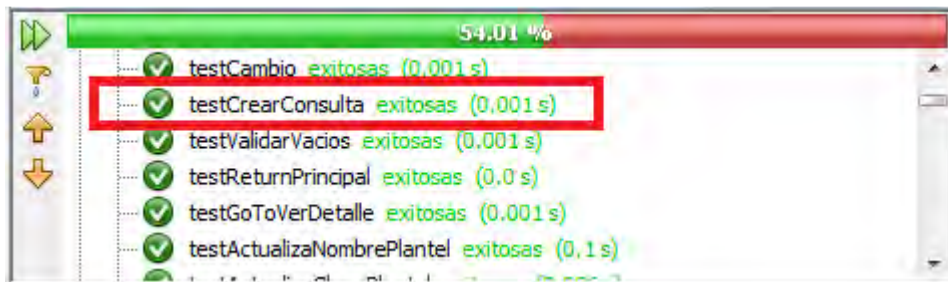 54.01 %
testCambio exitosas (0.001 s)
testCrearConsulta exitosas (0.001 s)
testValidarVacios exitosas (0.001 s)
testReturnPrincipal exitosas (0.0 s)
testGoToVerDetalle exitosas (0.001 s)
testActualizaNombrePlantel exitosas (0.1 s)